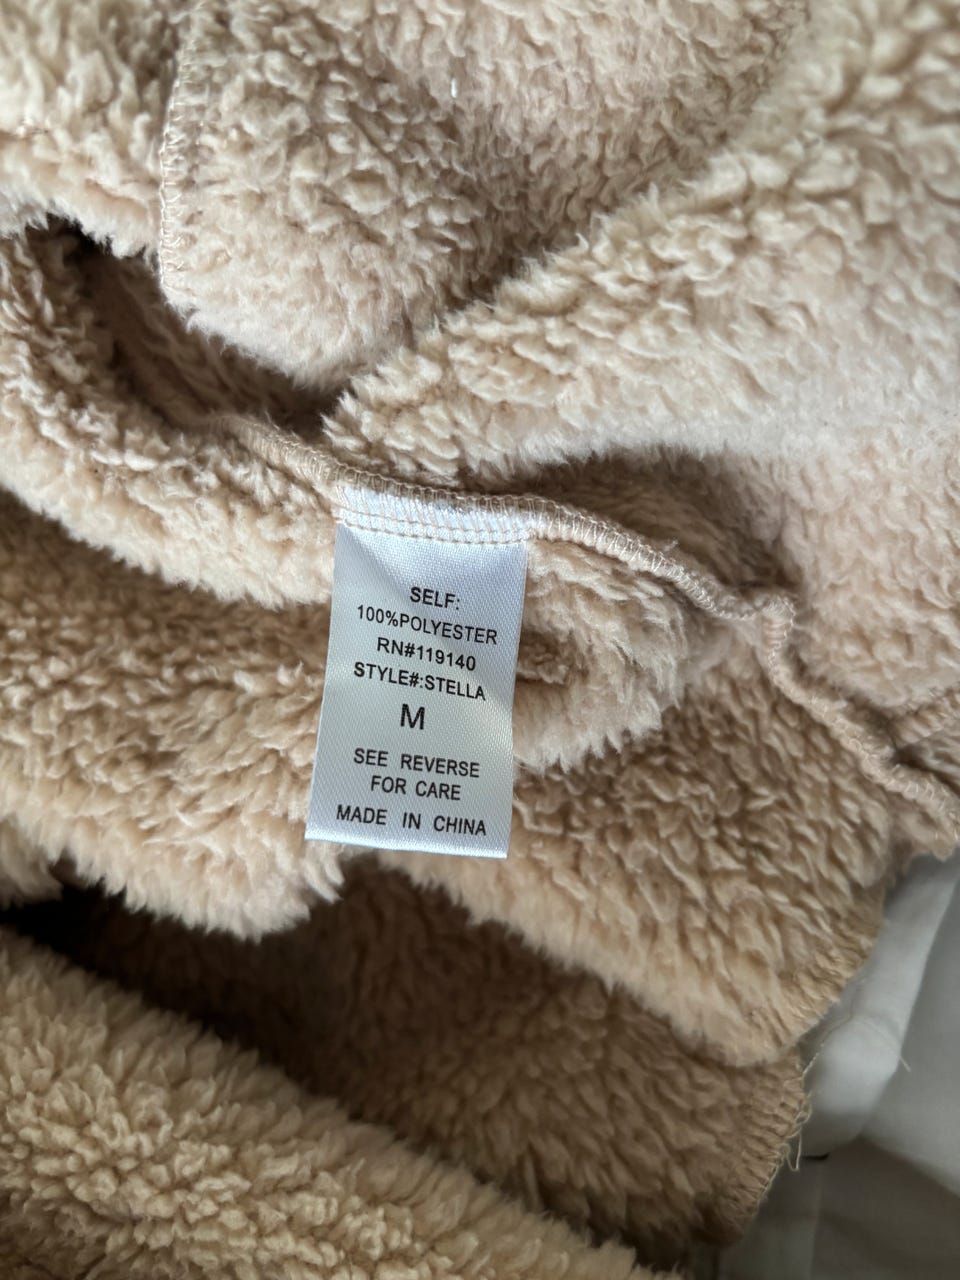 SELF:
100%POLYESTER
RN#119140
STYLE#:STELLA
M
SEE REVERSE
FOR CARE
MADE IN CHINA